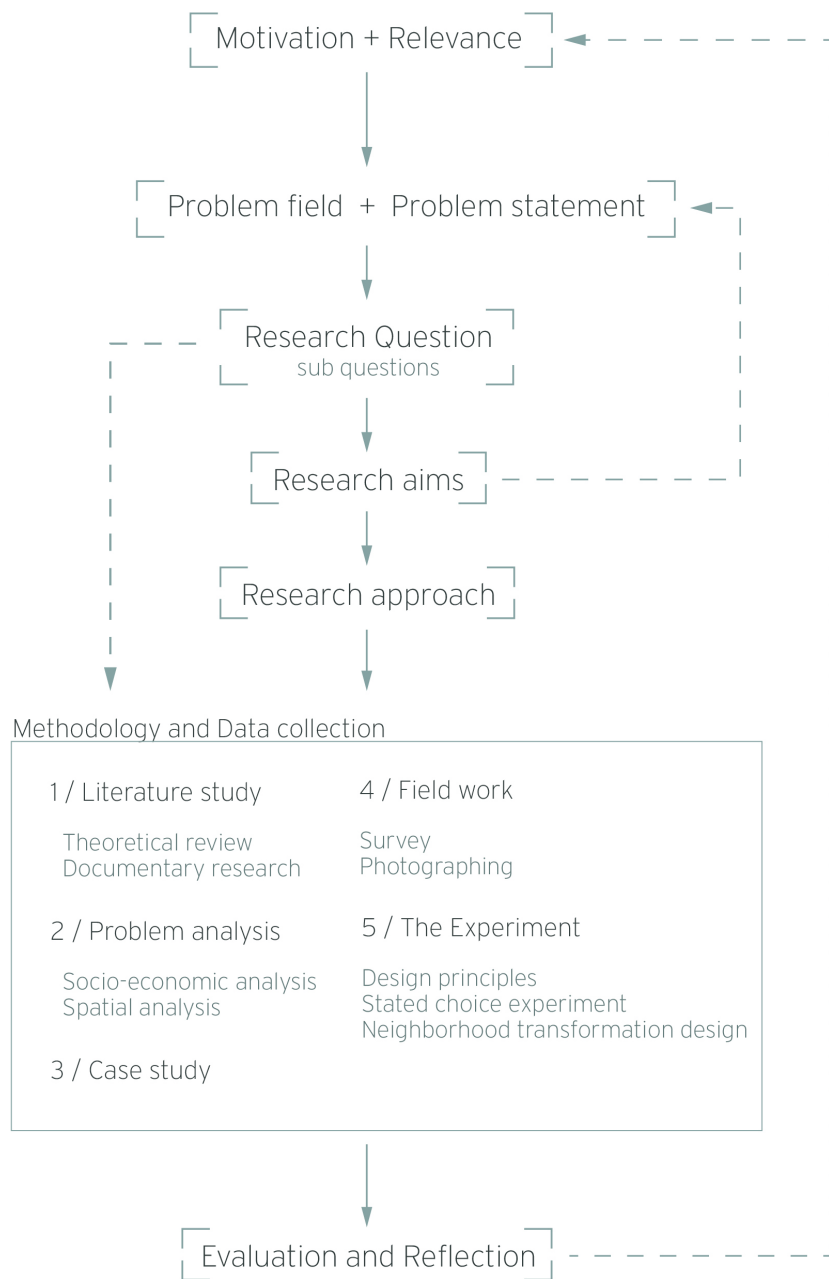 Motivation + Relevance
Problem field + Problem statement
Research Question
sub questions
Research aims
Research approach
Methodology and Data collection
1 / Literature study
Theoretical review
Documentary research
2 / Problem analysis
Socio-economic analysis
Spatial analysis
3 / Case study
4 / Field work
Survey
Photographing
5 / The Experiment
Design principles
Stated choice experiment
Neighborhood transformation design
Evaluation and Reflection